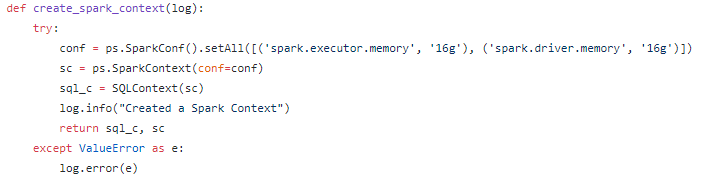 def create_spark_context(log):
    try:
        conf = ps.SparkConf().setAll([('spark.executor.memory', '16g'), ('spark.driver.memory', '16g')])
        sc = ps.SparkContext(conf=conf)
        sql_c = SQLContext(sc)
        log.info("Created a Spark Context")
        return sql_c, sc
    except ValueError as e:
        log.error(e)